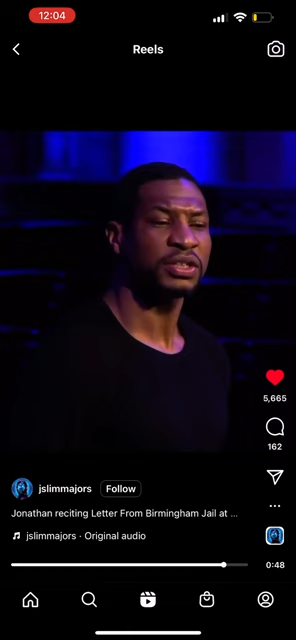 12:04
Reels
5,665
162
jslimmajors Follow
Jonathan reciting Letter From Birmingham Jail at ...
jslimmajors · Original audio
0:48